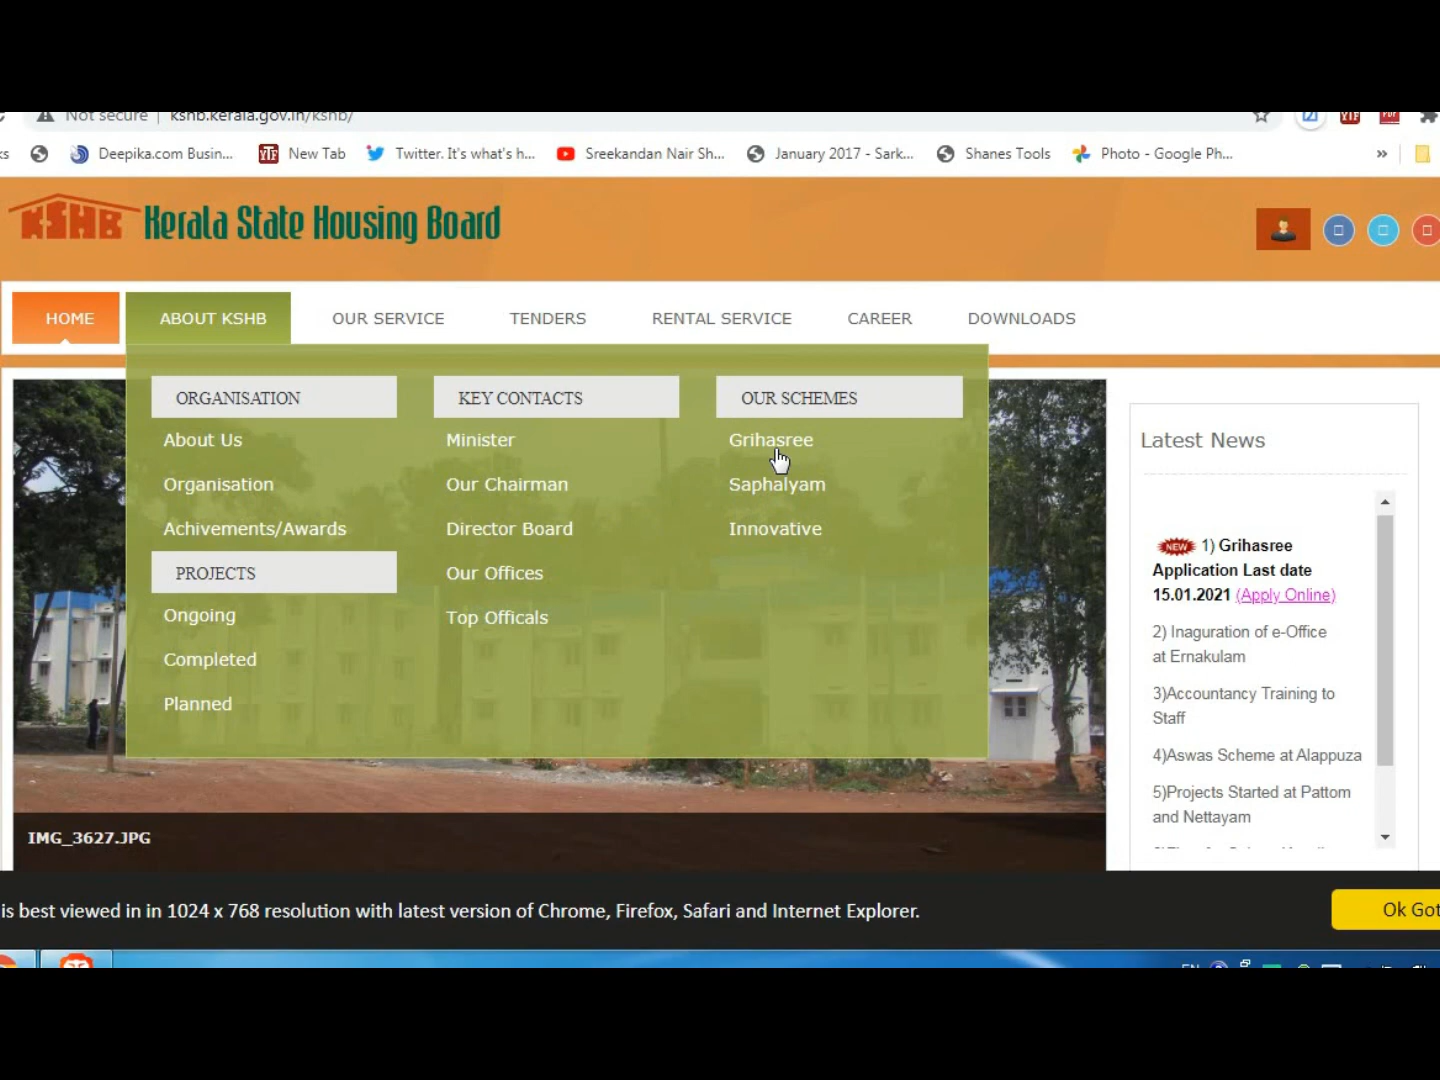 Not secure | kshb.kerala.gov.in/kshb/
Deepika.com Busin... New Tab Twitter. It's what's h... Sreekandan Nair Sh... January 2017 - Sark... Shanes Tools Photo - Google Ph... »
KSHB Kerala State Housing Board
HOME ABOUT KSHB OUR SERVICE TENDERS RENTAL SERVICE CAREER DOWNLOADS
ORGANISATION
About Us
Organisation
Achivements/Awards
PROJECTS
Ongoing
Completed
Planned
KEY CONTACTS
Minister
Our Chairman
Director Board
Our Offices
Top Officals
OUR SCHEMES
Grihasree
Saphalyam
Innovative
Latest News
NEW 1) Grihasree
Application Last date
15.01.2021 (Apply Online)
2) Inaguration of e-Office
at Ernakulam
3)Accountancy Training to
Staff
4)Aswas Scheme at Alappuza
5)Projects Started at Pattom
and Nettayam
IMG_3627.JPG
is best viewed in in 1024 x 768 resolution with latest version of Chrome, Firefox, Safari and Internet Explorer.
Ok Got
EN